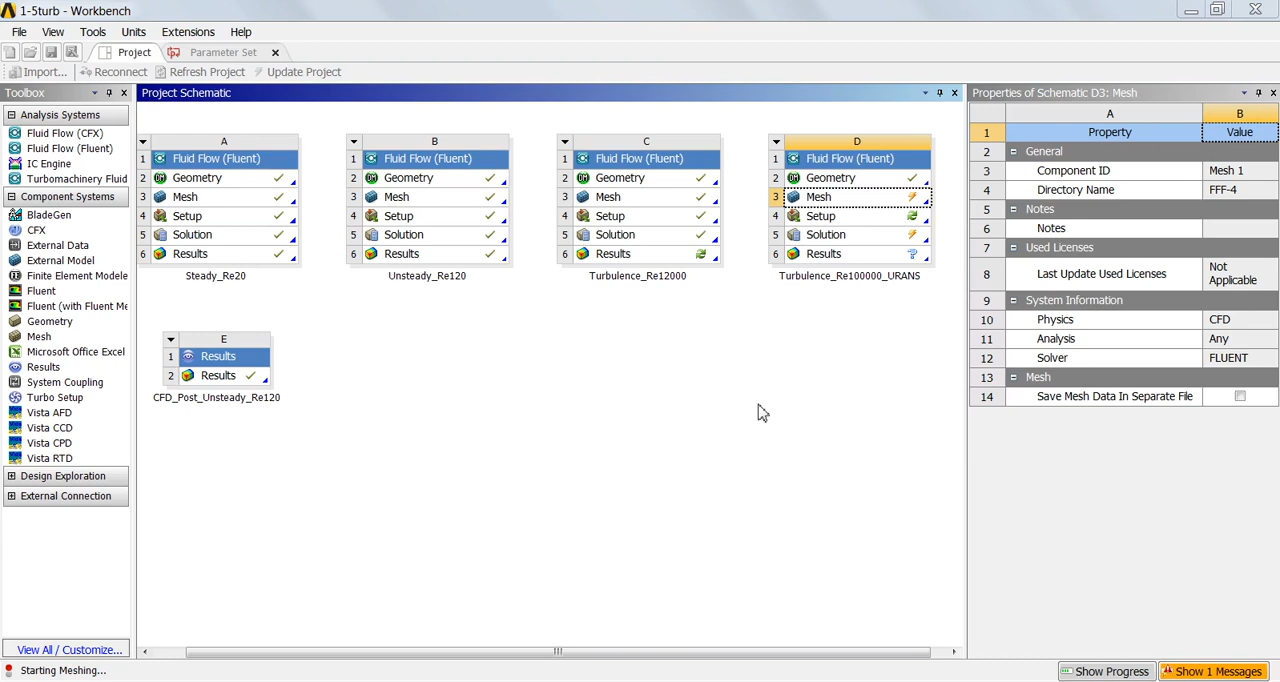 1-5turb - Workbench
File View Tools Units Extensions Help
Project Parameter Set
Import... Reconnect Refresh Project Update Project
Toolbox
Analysis Systems
Fluid Flow (CFX)
Fluid Flow (Fluent)
IC Engine
Turbomachinery Fluid
Component Systems
BladeGen
CFX
External Data
External Model
Finite Element Modele
Fluent
Fluent (with Fluent Me
Geometry
Mesh
Microsoft Office Excel
Results
System Coupling
Turbo Setup
Vista AFD
Vista CCD
Vista CPD
Vista RTD
Design Exploration
External Connection
View All / Customize...
Project Schematic
A
1 Fluid Flow (Fluent)
2 Geometry
3 Mesh
4 Setup
5 Solution
6 Results
Steady_Re20
B
1 Fluid Flow (Fluent)
2 Geometry
3 Mesh
4 Setup
5 Solution
6 Results
Unsteady_Re120
C
1 Fluid Flow (Fluent)
2 Geometry
3 Mesh
4 Setup
5 Solution
6 Results
Turbulence_Re12000
D
1 Fluid Flow (Fluent)
2 Geometry
3 Mesh
4 Setup
5 Solution
6 Results
Turbulence_Re100000_URANS
E
1 Results
2 Results
CFD_Post_Unsteady_Re120
Properties of Schematic D3: Mesh
A B
1 Property Value
2 General
3 Component ID Mesh 1
4 Directory Name FFF-4
5 Notes
6 Notes
7 Used Licenses
8 Last Update Used Licenses Not Applicable
9 System Information
10 Physics CFD
11 Analysis Any
12 Solver FLUENT
13 Mesh
14 Save Mesh Data In Separate File
Starting Meshing...
Show Progress Show 1 Messages